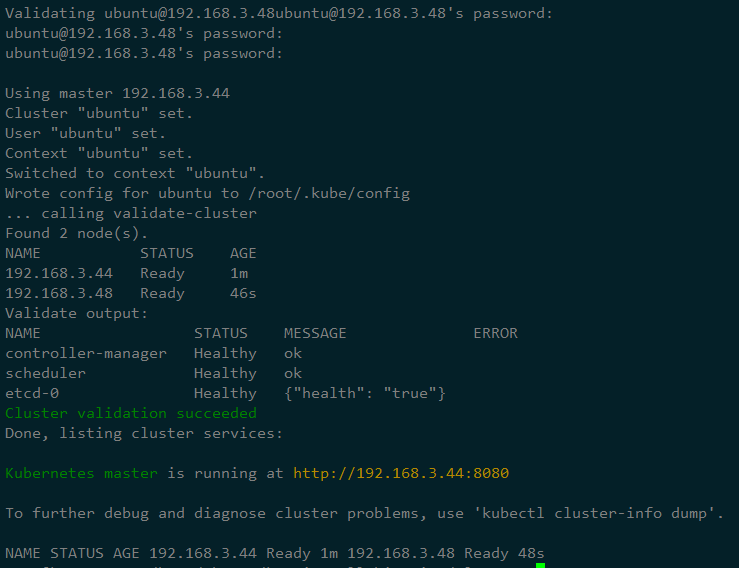 Validating ubuntu@192.168.3.48ubuntu@192.168.3.48's password:
ubuntu@192.168.3.48's password:
ubuntu@192.168.3.48's password:
Using master 192.168.3.44
Cluster "ubuntu" set.
User "ubuntu" set.
Context "ubuntu" set.
Switched to context "ubuntu".
Wrote config for ubuntu to /root/.kube/config
... calling validate-cluster
Found 2 node(s).
NAME STATUS AGE
192.168.3.44 Ready 1m
192.168.3.48 Ready 46s
Validate output:
NAME STATUS MESSAGE ERROR
controller-manager Healthy ok
scheduler Healthy ok
etcd-0 Healthy {"health": "true"}
Cluster validation succeeded
Done, listing cluster services:
Kubernetes master is running at http://192.168.3.44:8080
To further debug and diagnose cluster problems, use 'kubectl cluster-info dump'.
NAME STATUS AGE 192.168.3.44 Ready 1m 192.168.3.48 Ready 48s